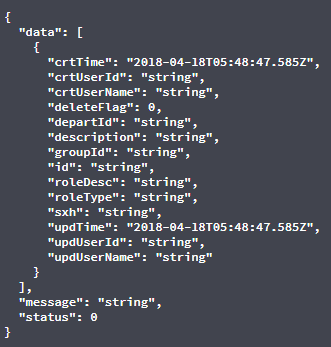 {
  "data": [
    {
      "crtTime": "2018-04-18T05:48:47.585Z",
      "crtUserId": "string",
      "crtUserName": "string",
      "deleteFlag": 0,
      "departId": "string",
      "description": "string",
      "groupId": "string",
      "id": "string",
      "roleDesc": "string",
      "roleType": "string",
      "sxh": "string",
      "updTime": "2018-04-18T05:48:47.585Z",
      "updUserId": "string",
      "updUserName": "string"
    }
  ],
  "message": "string",
  "status": 0
}